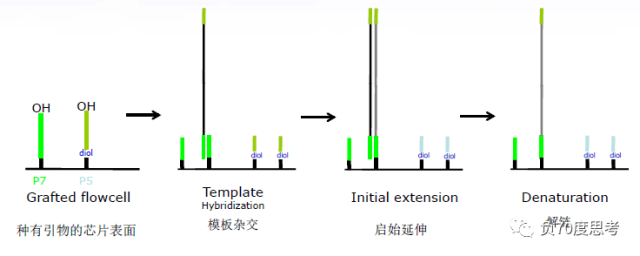 OH
OH
diol
P7
P5
Grafted flowcell
种有引物的芯片表面
diol
diol
Template
Hybridization
模板杂交
diol
diol
Initial extension
启始延伸
diol
diol
Denaturation
解链
负70度思考